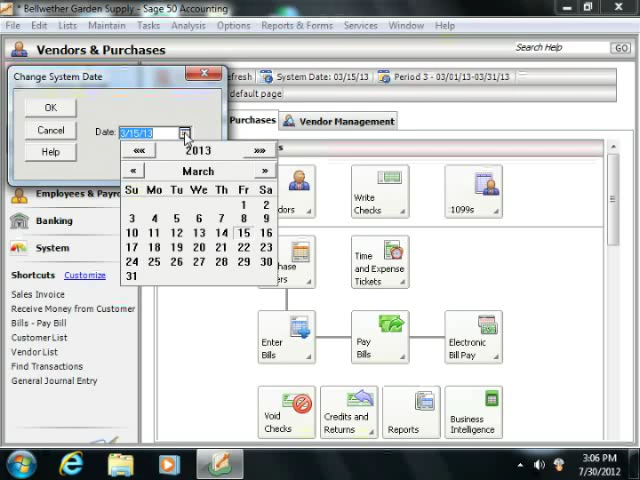 * Bellwether Garden Supply - Sage 50 Accounting
File Edit Lists Maintain Tasks Analysis Options Reports & Forms Services Window Help
Vendors & Purchases
Search Help GO
Change System Date
refresh System Date: 03/15/13 Period 3 - 03/01/13-03/31/13
default page
OK
Cancel
Help
Date: 3/15/13
Purchases Vendor Management
«« 2013 »»
« March »
Su Mo Tu We Th Fr Sa
1 2
3 4 5 6 7 8 9
10 11 12 13 14 15 16
17 18 19 20 21 22 23
24 25 26 27 28 29 30
31
Write
Checks
1099s
Employees & Payro
Banking
System
Shortcuts Customize
Sales Invoice
Receive Money from Customer
Bills - Pay Bill
Customer List
Vendor List
Find Transactions
General Journal Entry
Time
and Expense
Tickets
Enter
Bills
Pay
Bills
Electronic
Bill Pay
Void
Checks
Credits and
Returns
Reports
Business
Intelligence
3:06 PM
7/30/2012